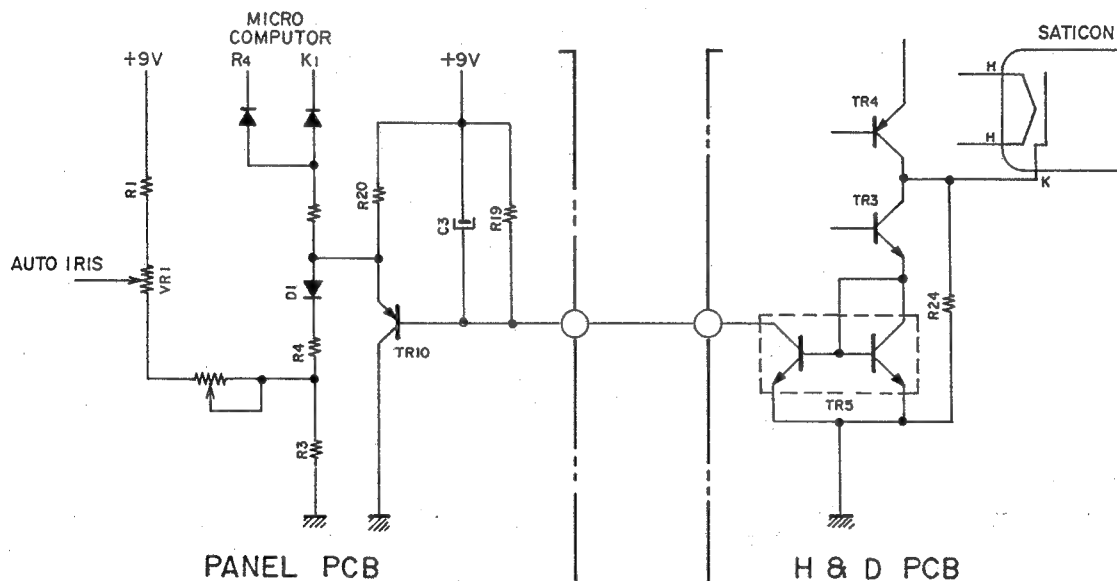 MICRO
COMPUTOR
SATICON
+9V
R4
K1
+9V
H
TR4
H
R1
R20
C3
R19
K
TR3
AUTO IRIS
VR1
D1
R24
R4
TR10
TR5
R3
PANEL PCB
H & D PCB